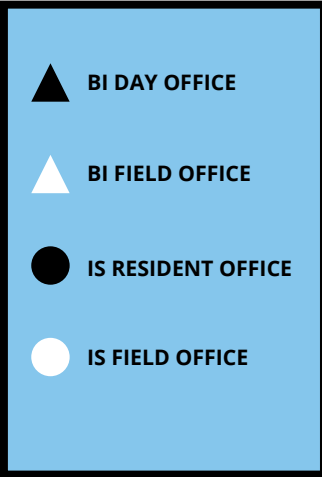 BI DAY OFFICE
BI FIELD OFFICE
IS RESIDENT OFFICE
IS FIELD OFFICE